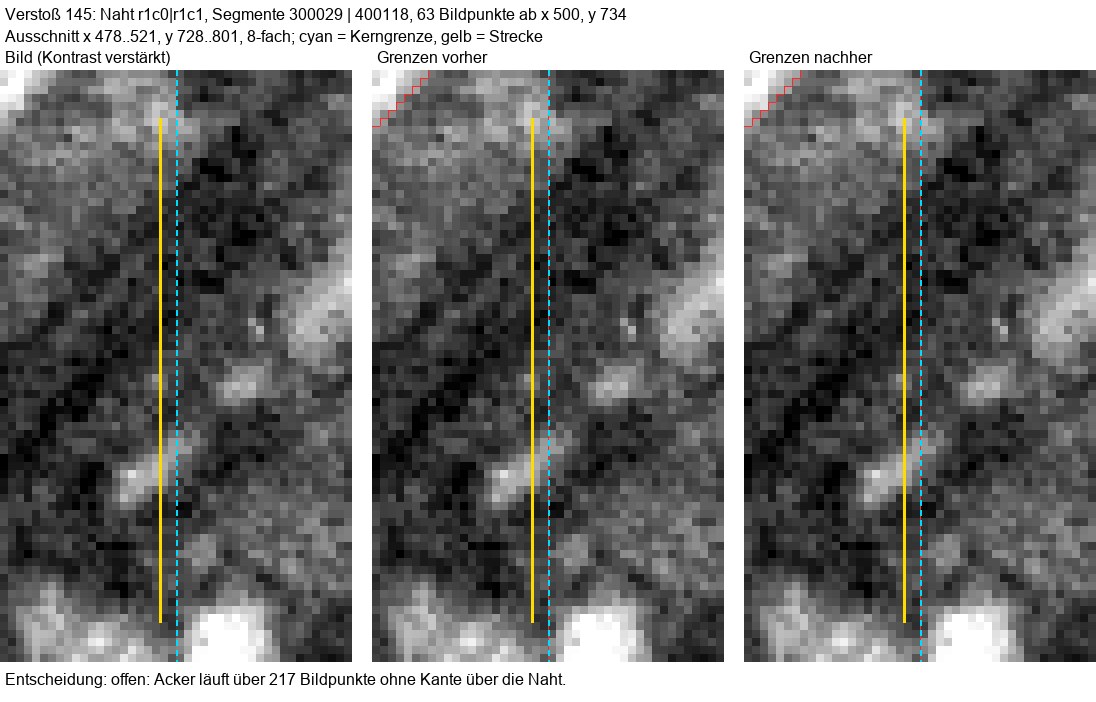 Verstoß 145: Naht r1c0|r1c1, Segmente 300029 | 400118, 63 Bildpunkte ab x 500, y 734
Ausschnitt x 478..521, y 728..801, 8-fach; cyan = Kerngrenze, gelb = Strecke
Bild (Kontrast verstärkt)
Grenzen vorher
Grenzen nachher
Entscheidung: offen: Acker läuft über 217 Bildpunkte ohne Kante über die Naht.